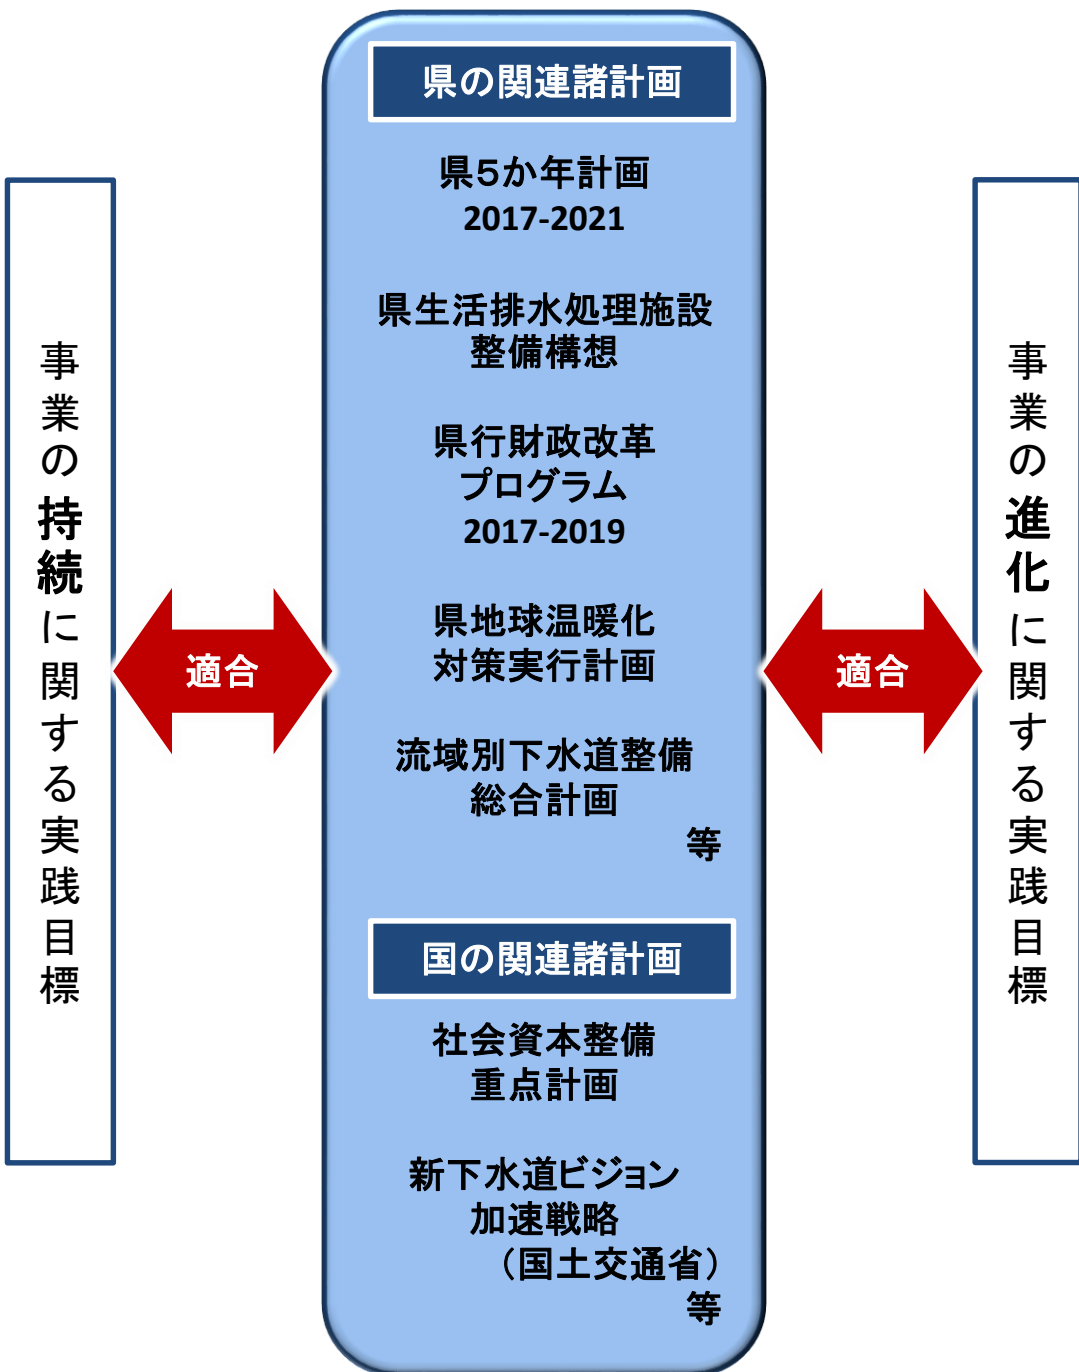 事業の持続に関する実践目標
適合
県の関連諸計画
県5か年計画
2017-2021
県生活排水処理施設
整備構想
県行財政改革
プログラム
2017-2019
県地球温暖化
対策実行計画
流域別下水道整備
総合計画
等
国の関連諸計画
社会資本整備
重点計画
新下水道ビジョン
加速戦略
（国土交通省）
等
適合
事業の進化に関する実践目標